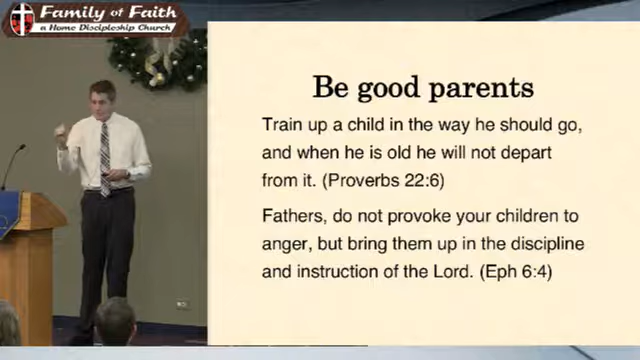 Family of Faith
a Home Discipleship Church
Be good parents
Train up a child in the way he should go,
and when he is old he will not depart
from it. (Proverbs 22:6)
Fathers, do not provoke your children to
anger, but bring them up in the discipline
and instruction of the Lord. (Eph 6:4)